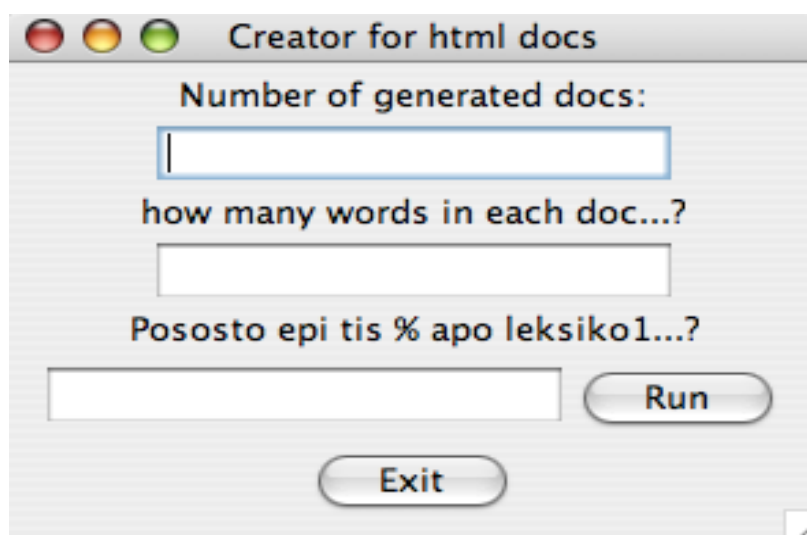 Creator for html docs
Number of generated docs:
how many words in each doc...?
Pososto epi tis % apo leksiko1...?
Run
Exit